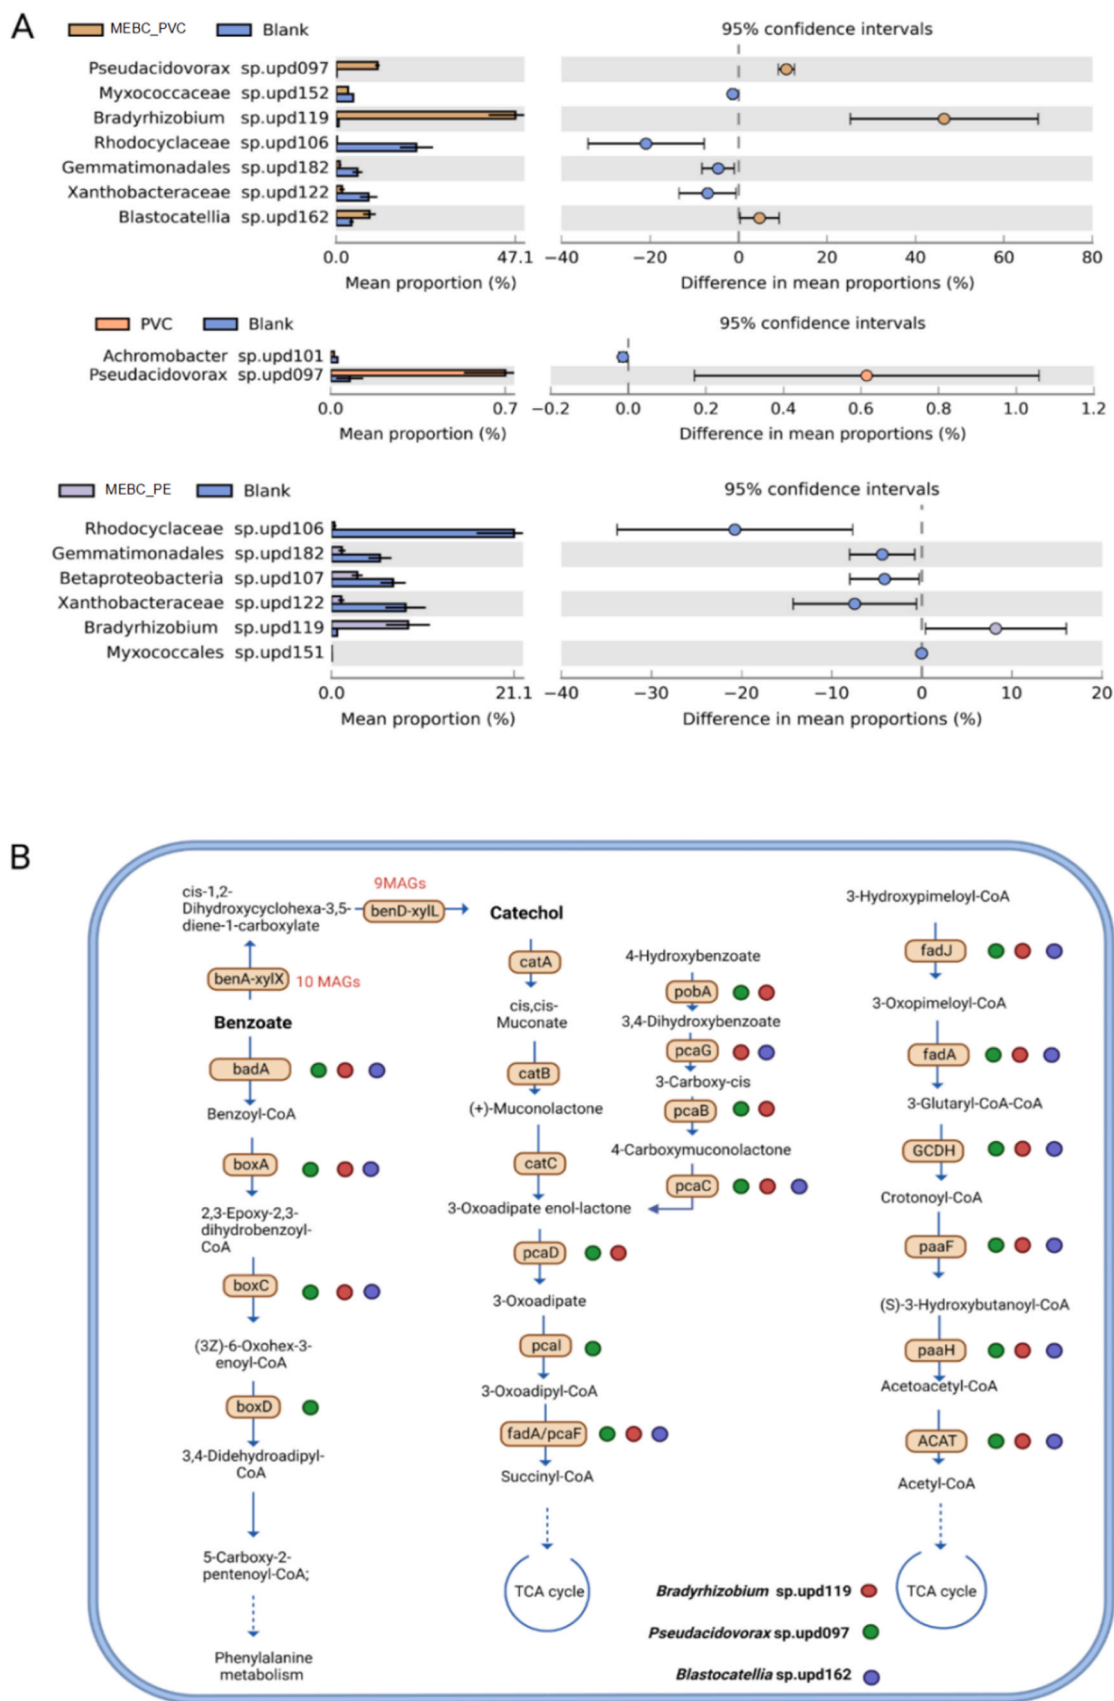 A
MEBC_PVC Blank
95% confidence intervals
Pseudacidovorax sp.upd097
Myxococcaceae sp.upd152
Bradyrhizobium sp.upd119
Rhodocyclaceae sp.upd106
Gemmatimonadales sp.upd182
Xanthobacteraceae sp.upd122
Blastocatellia sp.upd162
0.0 47.1 −40 −20 0 20 40 60 80
Mean proportion (%) Difference in mean proportions (%)
PVC Blank
95% confidence intervals
Achromobacter sp.upd101
Pseudacidovorax sp.upd097
0.0 0.7 −0.2 0.0 0.2 0.4 0.6 0.8 1.0 1.2
Mean proportion (%) Difference in mean proportions (%)
MEBC_PE Blank
95% confidence intervals
Rhodocyclaceae sp.upd106
Gemmatimonadales sp.upd182
Betaproteobacteria sp.upd107
Xanthobacteraceae sp.upd122
Bradyrhizobium sp.upd119
Myxococcales sp.upd151
0.0 21.1 −40 −30 −20 −10 0 10 20
Mean proportion (%) Difference in mean proportions (%)
B
cis-1,2-
Dihydroxycyclohexa-3,5-
diene-1-carboxylate
9MAGs
benD-xylL
benA-xylX
10 MAGs
Benzoate
badA
Benzoyl-CoA
boxA
2,3-Epoxy-2,3-
dihydrobenzoyl-
CoA
boxC
(3Z)-6-Oxohex-3-
enoyl-CoA
boxD
3,4-Didehydroadipyl-
CoA
5-Carboxy-2-
pentenoyl-CoA;
Phenylalanine
metabolism
Catechol
catA
cis,cis-
Muconate
catB
(+)-Muconolactone
catC
3-Oxoadipate enol-lactone
pcaD
3-Oxoadipate
pcaI
3-Oxoadipyl-CoA
fadA/pcaF
Succinyl-CoA
TCA cycle
4-Hydroxybenzoate
pobA
3,4-Dihydroxybenzoate
pcaG
3-Carboxy-cis
pcaB
4-Carboxymuconolactone
pcaC
3-Hydroxypimeloyl-CoA
fadJ
3-Oxopimeloyl-CoA
fadA
3-Glutaryl-CoA-CoA
GCDH
Crotonoyl-CoA
paaF
(S)-3-Hydroxybutanoyl-CoA
paaH
Acetoacetyl-CoA
ACAT
Acetyl-CoA
TCA cycle
Bradyrhizobium sp.upd119
Pseudacidovorax sp.upd097
Blastocatellia sp.upd162